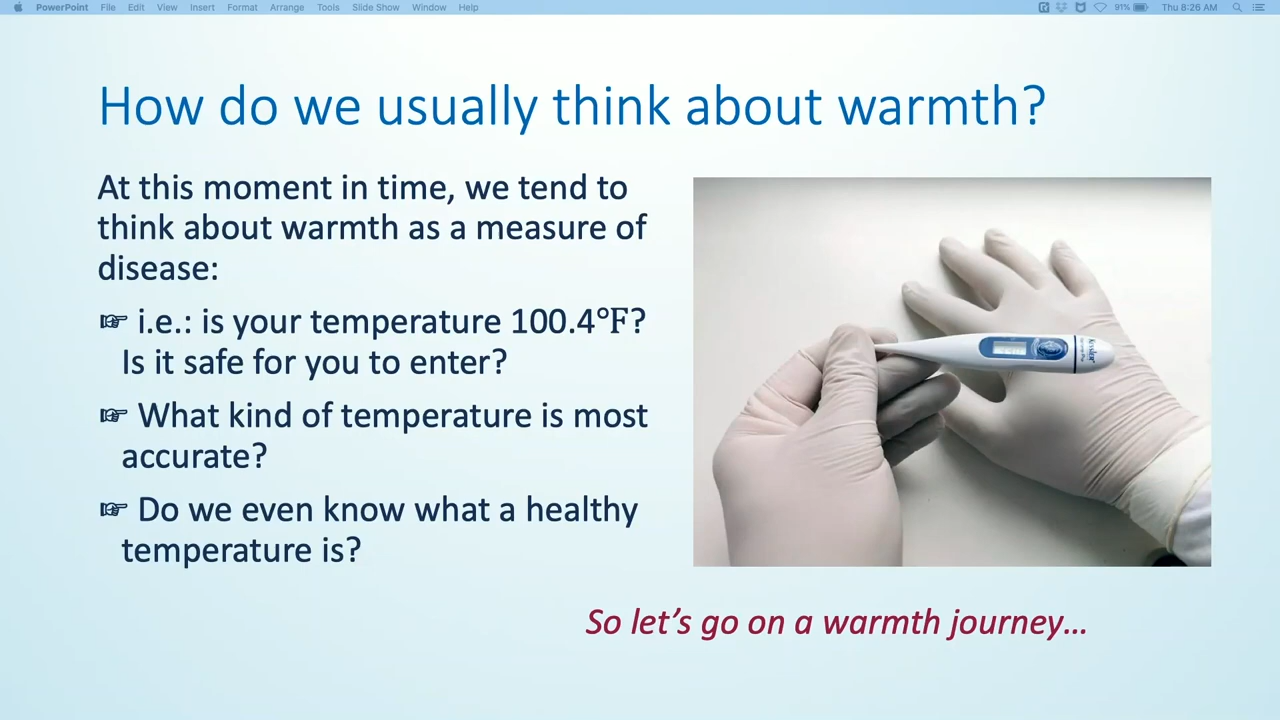 PowerPoint File Edit View Insert Format Arrange Tools Slide Show Window Help 91% Thu 8:26 AM
How do we usually think about warmth?
At this moment in time, we tend to
think about warmth as a measure of
disease:
☞ i.e.: is your temperature 100.4°F?
Is it safe for you to enter?
☞ What kind of temperature is most
accurate?
☞ Do we even know what a healthy
temperature is?
So let’s go on a warmth journey…